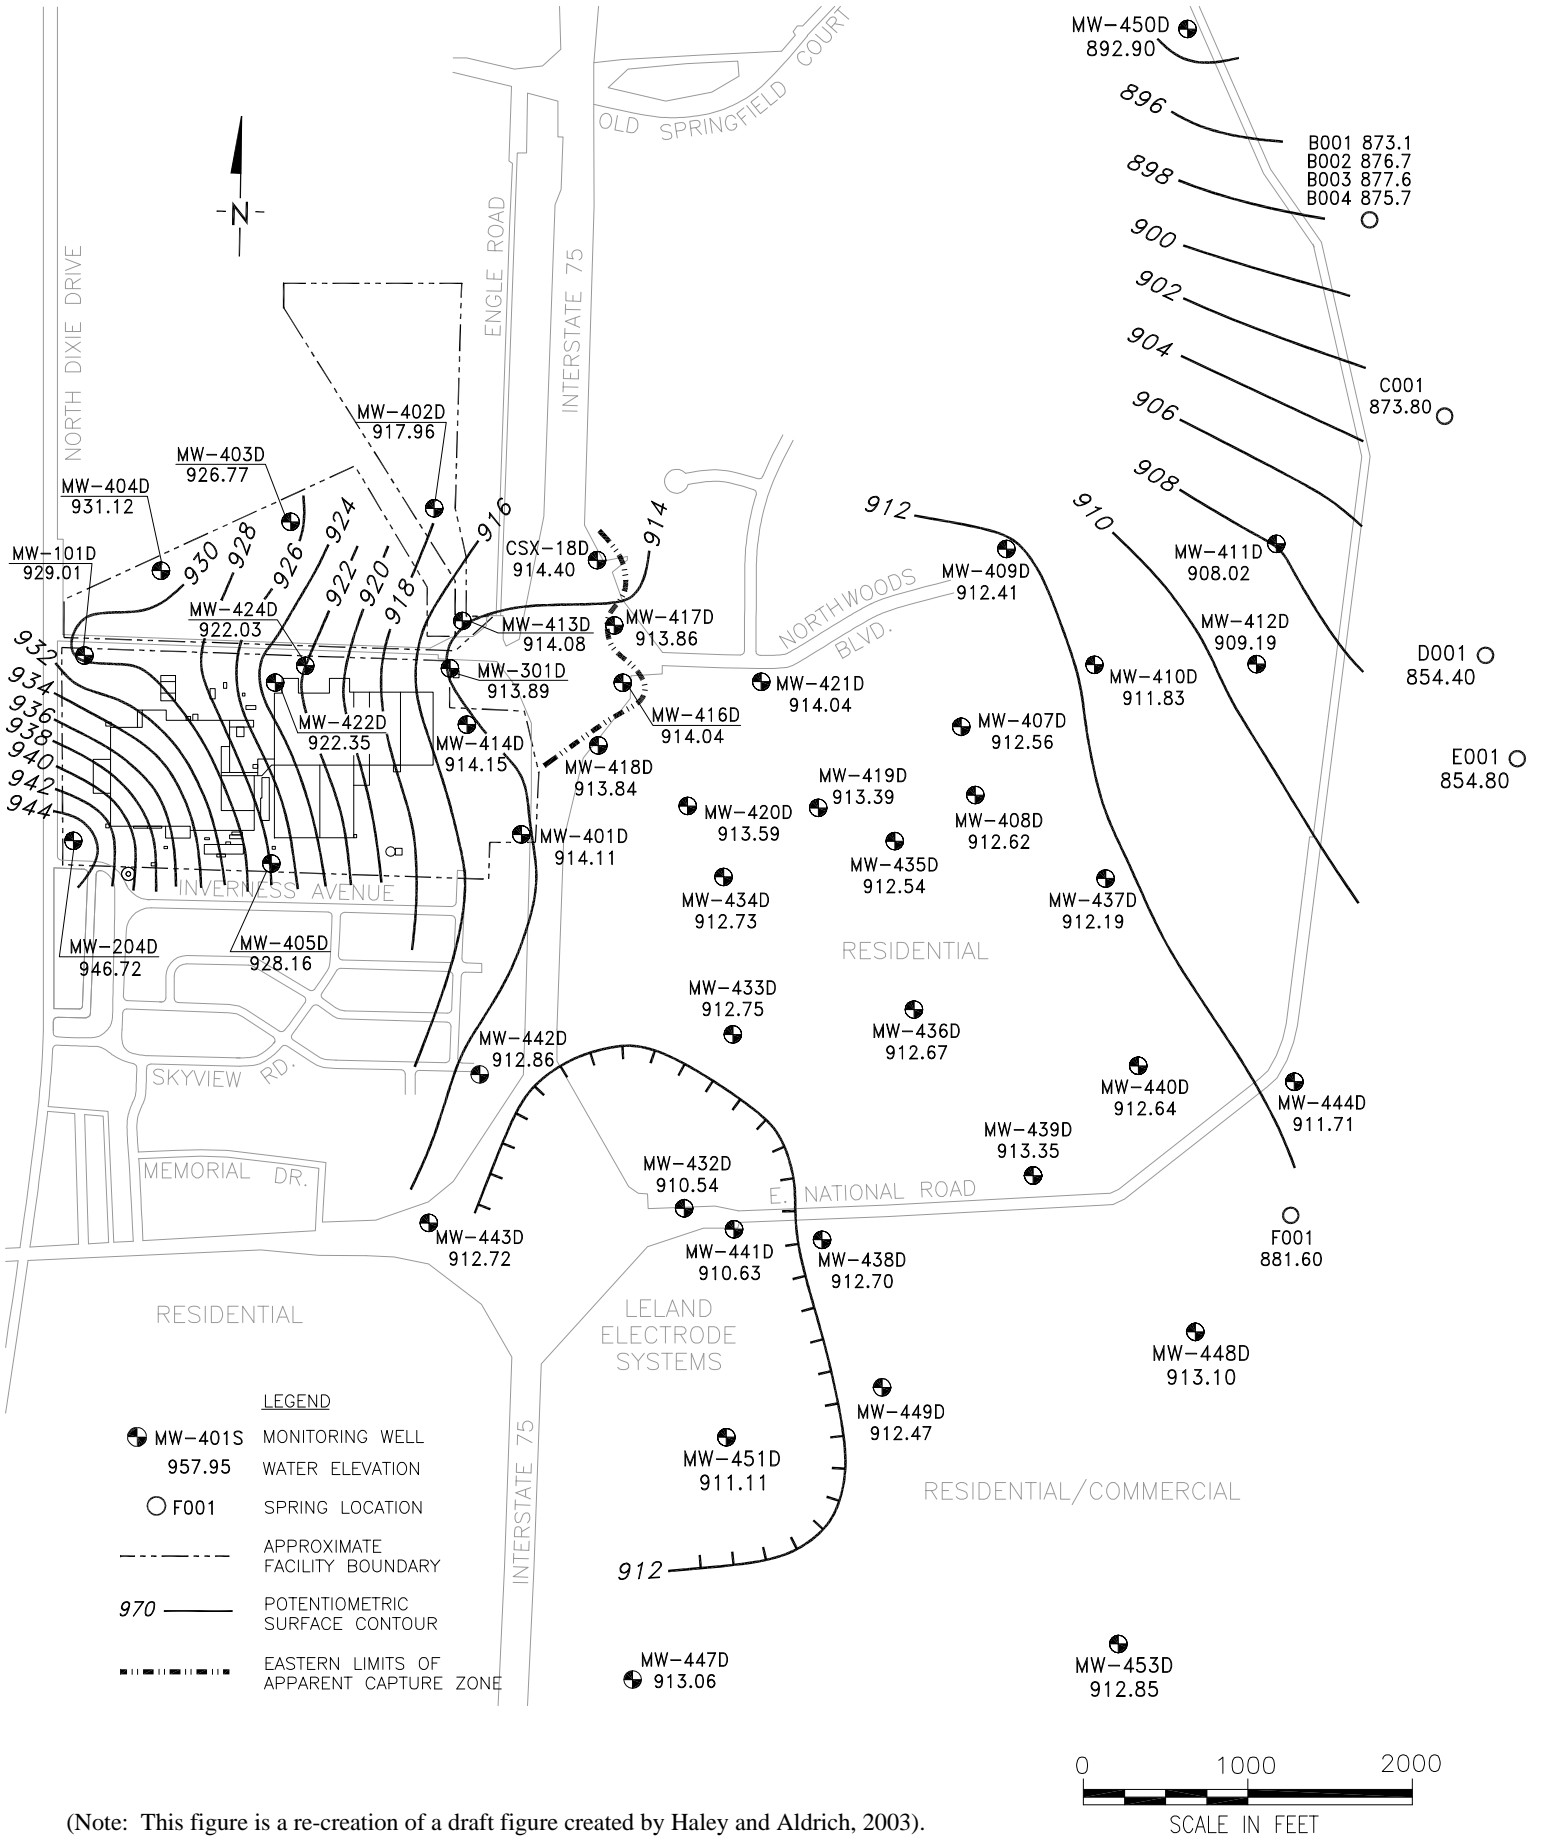 MW-450D
892.90
896
OLD SPRINGFIELD COURT
B001 873.1
B002 876.7
B003 877.6
B004 875.7
898
-N-
900
902
904
906
908
910
912
NORTH DIXIE DRIVE
ENGLE ROAD
INTERSTATE 75
C001
873.80
MW-402D
917.96
MW-403D
926.77
MW-404D
931.12
MW-101D
929.01
930
928
926
924
922
920
918
916
914
CSX-18D
914.40
MW-424D
922.03
MW-413D
914.08
MW-417D
913.86
MW-301D
913.89
NORTHWOODS
BLVD.
MW-409D
912.41
MW-411D
908.02
MW-412D
909.19
MW-410D
911.83
D001
854.40
E001
854.80
932
934
936
938
940
942
944
MW-422D
922.35
MW-414D
914.15
MW-416D
914.04
MW-421D
914.04
MW-407D
912.56
MW-418D
913.84
MW-419D
913.39
MW-420D
913.59
MW-408D
912.62
MW-401D
914.11
MW-435D
912.54
MW-434D
912.73
MW-437D
912.19
INVERNESS AVENUE
MW-204D
946.72
MW-405D
928.16
RESIDENTIAL
MW-433D
912.75
MW-436D
912.67
MW-442D
912.86
SKYVIEW RD.
MW-440D
912.64
MW-444D
911.71
MW-439D
913.35
MEMORIAL DR.
MW-432D
910.54
E. NATIONAL ROAD
MW-443D
912.72
MW-441D
910.63
MW-438D
912.70
F001
881.60
RESIDENTIAL
LELAND
ELECTRODE
SYSTEMS
MW-448D
913.10
MW-449D
912.47
MW-451D
911.11
RESIDENTIAL/COMMERCIAL
INTERSTATE 75
912
MW-447D
913.06
MW-453D
912.85
LEGEND
MW-401S MONITORING WELL
957.95 WATER ELEVATION
F001 SPRING LOCATION
APPROXIMATE
FACILITY BOUNDARY
970 POTENTIOMETRIC
SURFACE CONTOUR
EASTERN LIMITS OF
APPARENT CAPTURE ZONE
0 1000 2000
SCALE IN FEET
(Note: This figure is a re-creation of a draft figure created by Haley and Aldrich, 2003).